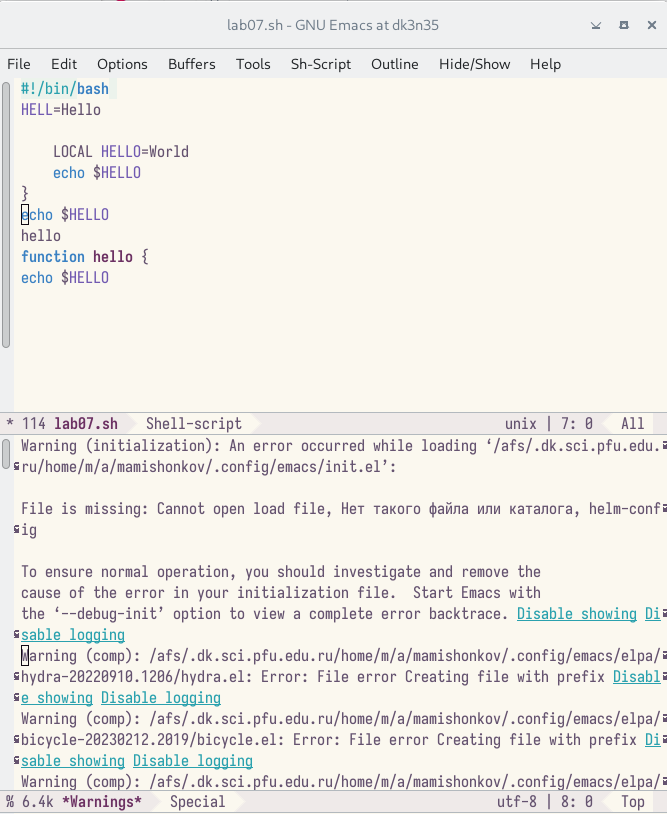 lab07.sh - GNU Emacs at dk3n35
File Edit Options Buffers Tools Sh-Script Outline Hide/Show Help
#!/bin/bash
HELL=Hello
LOCAL HELLO=World
echo $HELLO
}
echo $HELLO
hello
function hello {
echo $HELLO
* 114 lab07.sh Shell-script unix | 7: 0 All
Warning (initialization): An error occurred while loading ‘/afs/.dk.sci.pfu.edu.
ru/home/m/a/mamishonkov/.config/emacs/init.el’:
File is missing: Cannot open load file, Нет такого файла или каталога, helm-conf
ig
To ensure normal operation, you should investigate and remove the
cause of the error in your initialization file.  Start Emacs with
the ‘--debug-init’ option to view a complete error backtrace. Disable showing Di
sable logging
Warning (comp): /afs/.dk.sci.pfu.edu.ru/home/m/a/mamishonkov/.config/emacs/elpa/
hydra-20220910.1206/hydra.el: Error: File error Creating file with prefix Disabl
e showing Disable logging
Warning (comp): /afs/.dk.sci.pfu.edu.ru/home/m/a/mamishonkov/.config/emacs/elpa/
bicycle-20230212.2019/bicycle.el: Error: File error Creating file with prefix Di
sable showing Disable logging
Warning (comp): /afs/.dk.sci.pfu.edu.ru/home/m/a/mamishonkov/.config/emacs/elpa/
% 6.4k *Warnings* Special utf-8 | 8: 0 Top